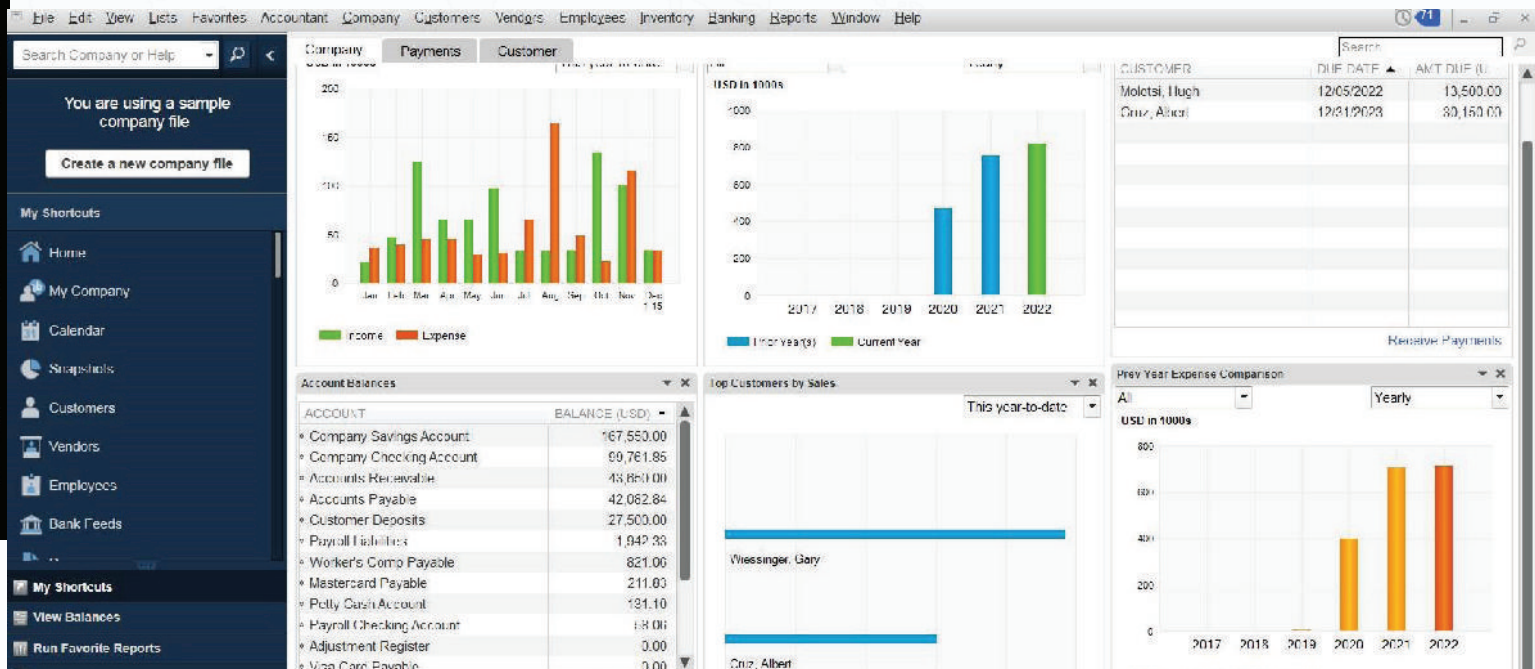 File Edit View Lists Favorites Accountant Company Customers Vendors Employees Inventory Banking Reports Window Help
71
Search Company or Help
You are using a sample
company file
Create a new company file
My Shortcuts
Home
My Company
Calendar
Snapshots
Customers
Vendors
Employees
Bank Feeds
My Shortcuts
View Balances
Run Favorite Reports
Company Payments Customer
Search
200
100
50
0
Jan Feb Mar Apr May Jun Jul Aug Sep Oct Nov Dec
1-15
Income Expense
Yearly
USD in 1000s
1000
800
600
400
200
0
2017 2018 2019 2020 2021 2022
Prior Year(s) Current Year
CUSTOMER DUE DATE AMT DUE (U...
Moletsi, Hugh 12/05/2022 13,500.00
Cruz, Albert 12/31/2023 30,150.00
Receive Payments
Account Balances
ACCOUNT BALANCE (USD)
Company Savings Account 167,550.00
Company Checking Account 99,761.85
Accounts Receivable 43,650.00
Accounts Payable 42,082.84
Customer Deposits 27,500.00
Payroll Liabilities 1,942.33
Worker's Comp Payable 821.06
Mastercard Payable 211.83
Petty Cash Account 131.10
Payroll Checking Account
Adjustment Register 0.00
Visa Card Payable 0.00
Top Customers by Sales
This year-to-date
Wiessinger, Gary
Cruz, Albert
Prev Year Expense Comparison
All Yearly
USD in 1000s
800
600
400
200
0
2017 2018 2019 2020 2021 2022